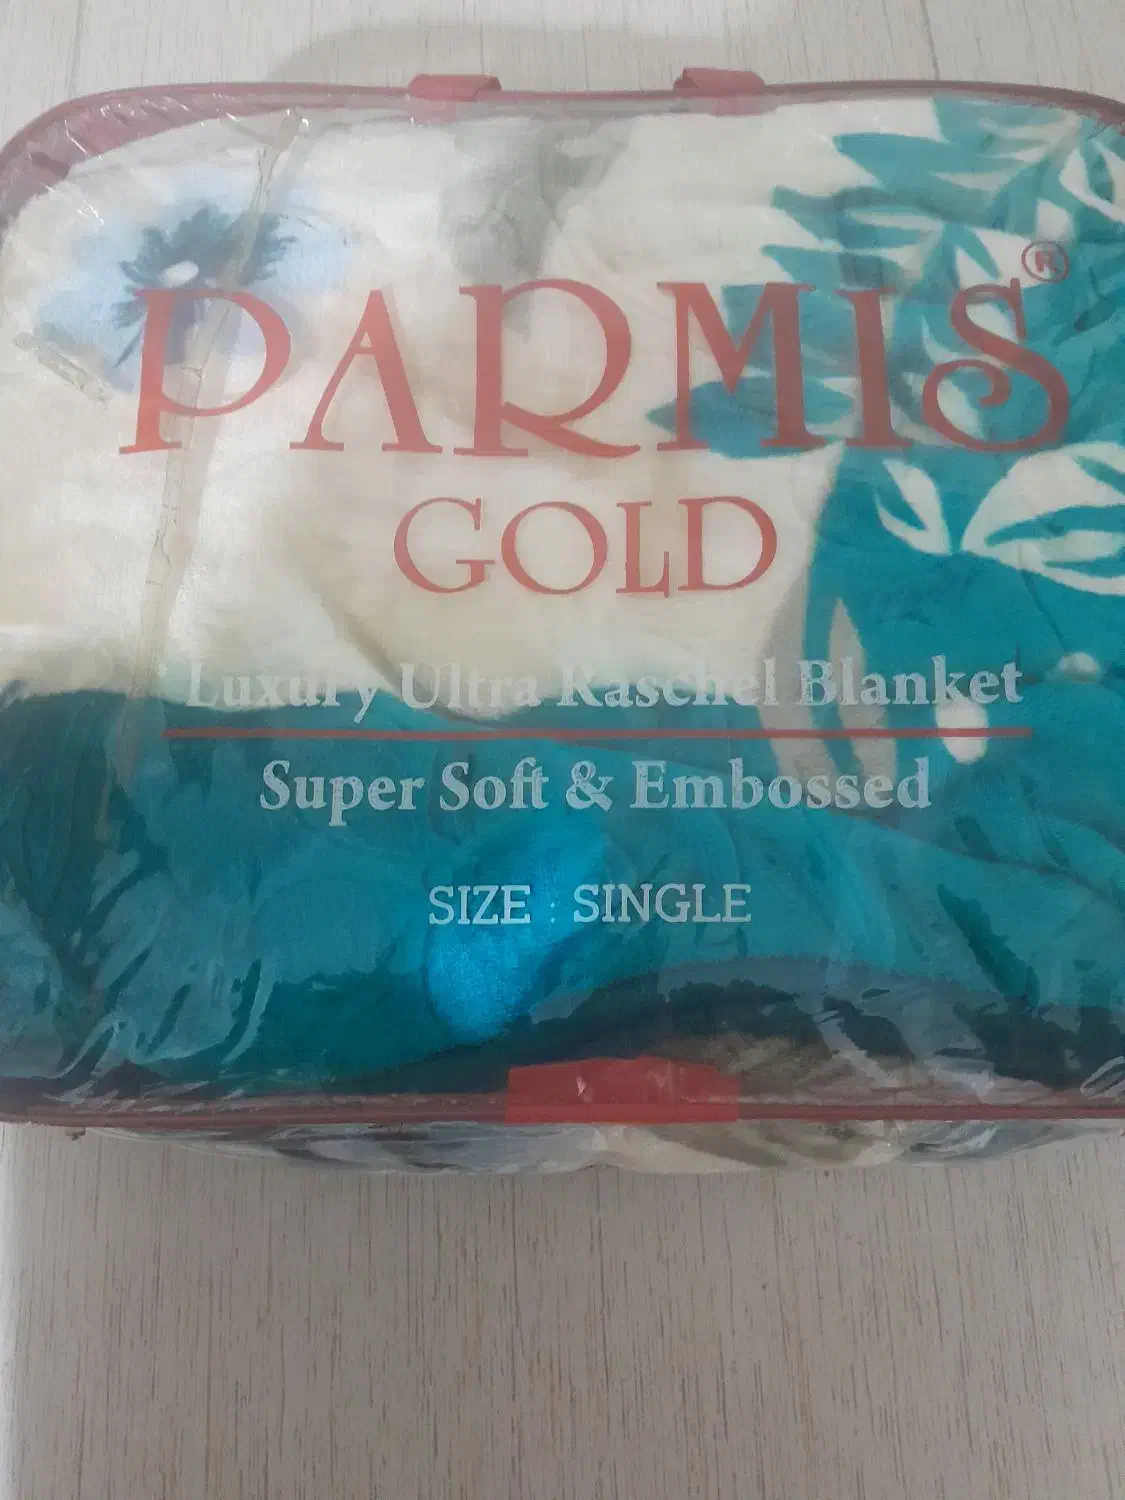 PARMIS®
GOLD
Luxury Ultra Raschel Blanket
Super Soft & Embossed
SIZE : SINGLE